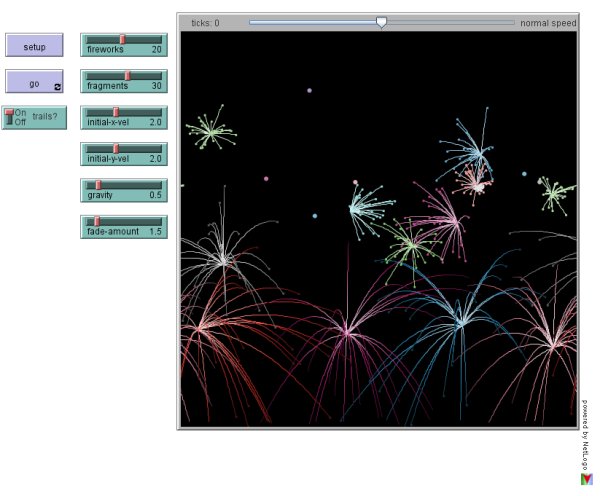 ticks: 0
normal speed
setup
fireworks 20
go
fragments 30
On
Off
trails?
initial-x-vel 2.0
initial-y-vel 2.0
gravity 0.5
fade-amount 1.5
powered by NetLogo